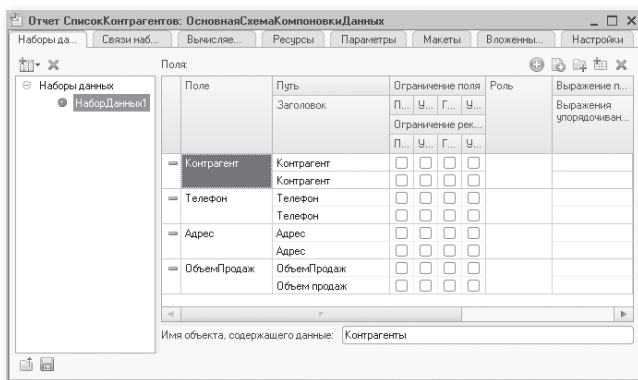 Отчет СписокКонтрагентов: ОсновнаяСхемаКомпоновкиДанных
Наборы да... Связи наб... Вычисляе... Ресурсы Параметры Макеты Вложенны... Настройки
Поля:
Наборы данных
НаборДанных1
Поле Путь Ограничение поля Роль Выражение п...
Заголовок П... У... Г... У... Выражения упорядочиван...
Ограничение рек...
П... У... Г... У...
Контрагент Контрагент
Контрагент
Телефон Телефон
Телефон
Адрес Адрес
Адрес
ОбъемПродаж ОбъемПродаж
Объем продаж
Имя объекта, содержащего данные: Контрагенты